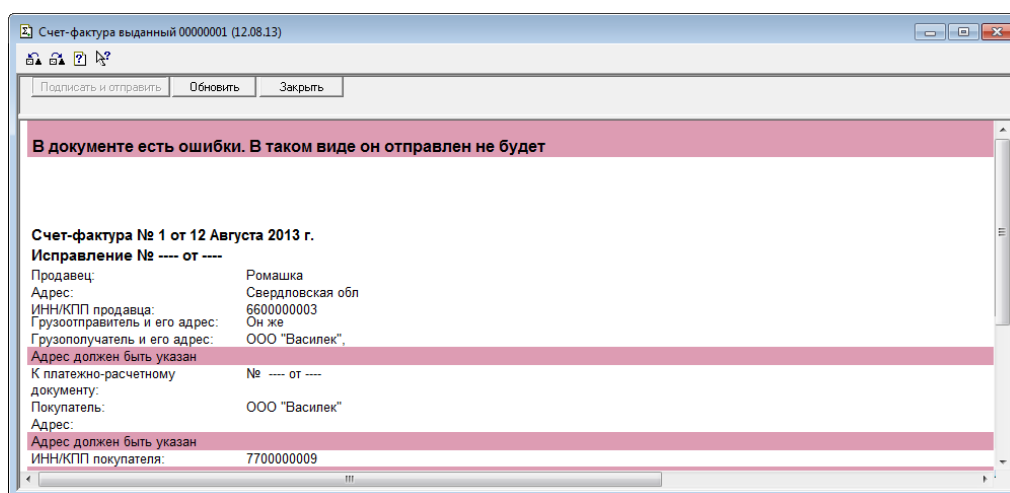 Счет-фактура выданный 00000001 (12.08.13)
Подписать и отправить Обновить Закрыть
В документе есть ошибки. В таком виде он отправлен не будет
Счет-фактура № 1 от 12 Августа 2013 г.
Исправление № ---- от ----
Продавец: Ромашка
Адрес: Свердловская обл
ИНН/КПП продавца: 6600000003
Грузоотправитель и его адрес: Он же
Грузополучатель и его адрес: ООО "Василек",
Адрес должен быть указан
К платежно-расчетному № ---- от ----
документу:
Покупатель: ООО "Василек"
Адрес:
Адрес должен быть указан
ИНН/КПП покупателя: 7700000009